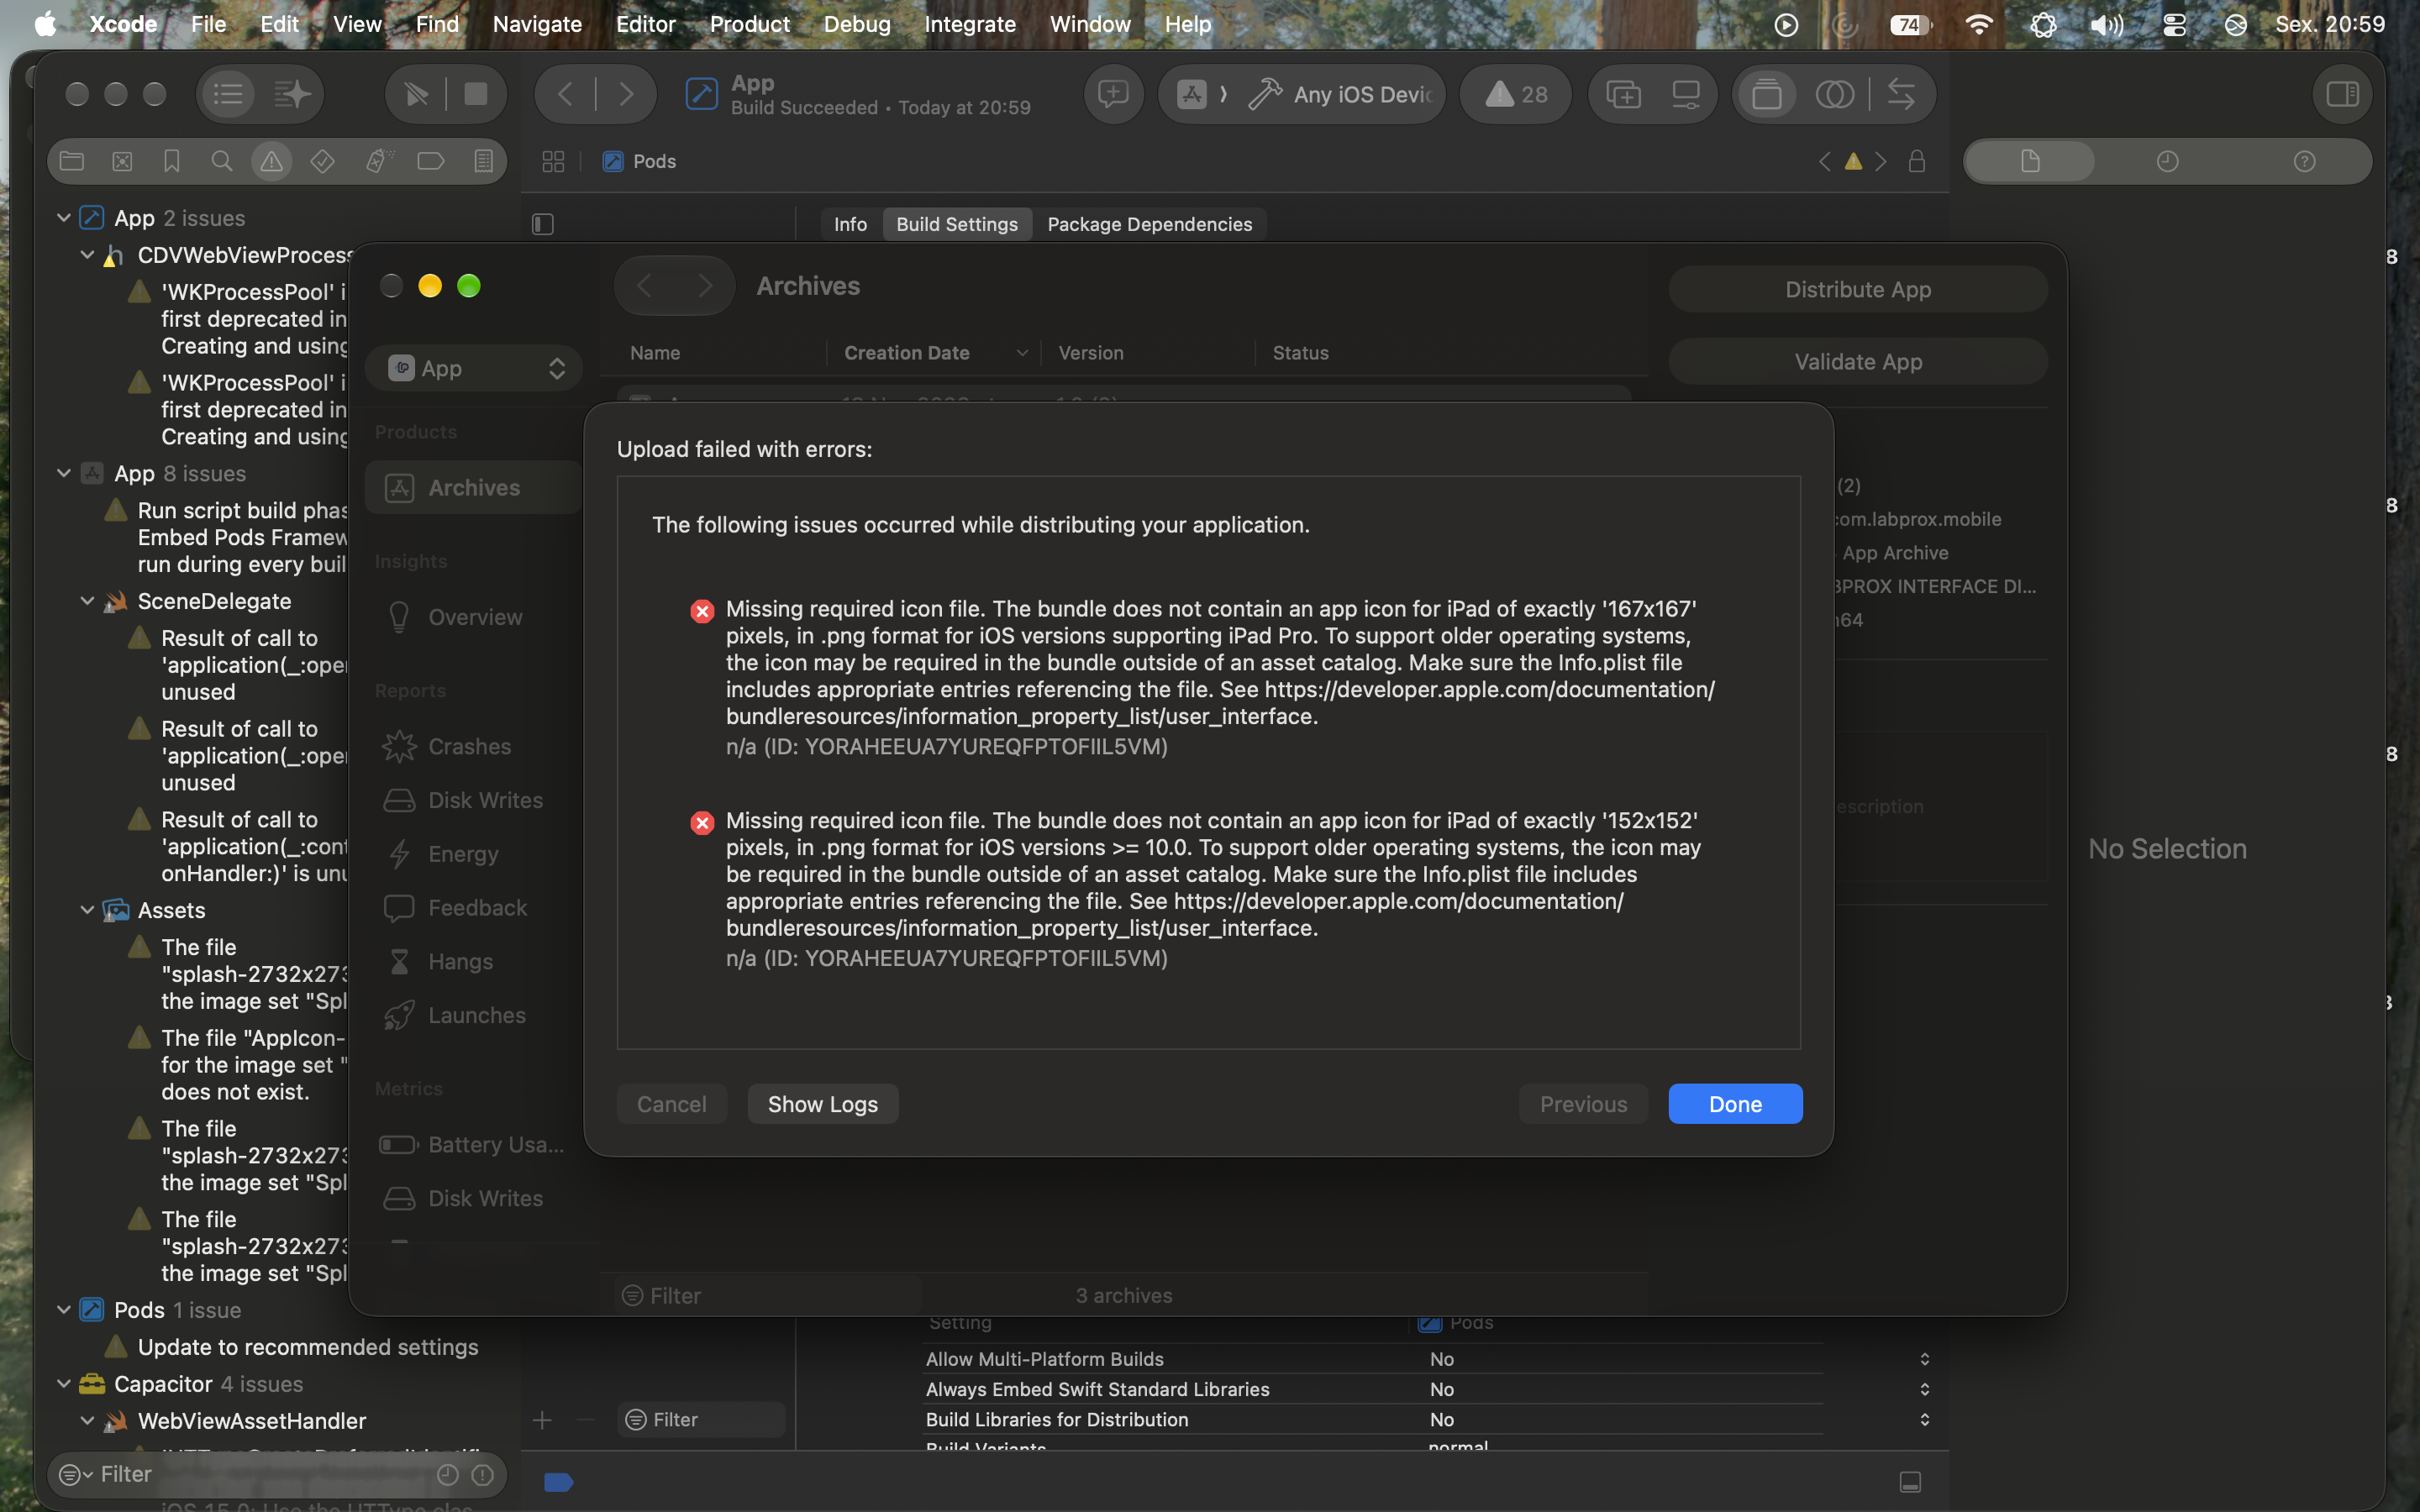 Xcode File Edit View Find Navigate Editor Product Debug Integrate Window Help
74 Sex. 20:59
App
Build Succeeded • Today at 20:59
Any iOS Devic
28
Pods
Info Build Settings Package Dependencies
App 2 issues
CDVWebViewProcess
'WKProcessPool' i
first deprecated in
Creating and using
'WKProcessPool' i
first deprecated in
Creating and using
App 8 issues
Run script build phas
Embed Pods Framew
run during every buil
SceneDelegate
Result of call to
'application(_:ope
unused
Result of call to
'application(_:ope
unused
Result of call to
'application(_:cont
onHandler:)' is unu
Assets
The file
"splash-2732x273
the image set "Spl
The file "AppIcon-
for the image set "
does not exist.
The file
"splash-2732x273
the image set "Spl
The file
"splash-2732x273
the image set "Spl
Pods 1 issue
Update to recommended settings
Capacitor 4 issues
WebViewAssetHandler
Filter
App
Products
Archives
Insights
Overview
Reports
Crashes
Disk Writes
Energy
Feedback
Hangs
Launches
Metrics
Battery Usa...
Disk Writes
Archives
Name Creation Date Version Status
Distribute App
Validate App
(2)
com.labprox.mobile
App Archive
BPROX INTERFACE DI...
64
escription
Upload failed with errors:
The following issues occurred while distributing your application.
Missing required icon file. The bundle does not contain an app icon for iPad of exactly '167x167'
pixels, in .png format for iOS versions supporting iPad Pro. To support older operating systems,
the icon may be required in the bundle outside of an asset catalog. Make sure the Info.plist file
includes appropriate entries referencing the file. See https://developer.apple.com/documentation/
bundleresources/information_property_list/user_interface.
n/a (ID: YORAHEEUA7YUREQFPTOFIIL5VM)
Missing required icon file. The bundle does not contain an app icon for iPad of exactly '152x152'
pixels, in .png format for iOS versions >= 10.0. To support older operating systems, the icon may
be required in the bundle outside of an asset catalog. Make sure the Info.plist file includes
appropriate entries referencing the file. See https://developer.apple.com/documentation/
bundleresources/information_property_list/user_interface.
n/a (ID: YORAHEEUA7YUREQFPTOFIIL5VM)
Cancel Show Logs Previous Done
Filter 3 archives
Setting Pods
Allow Multi-Platform Builds No
Always Embed Swift Standard Libraries No
Build Libraries for Distribution No
Build Variants normal
Filter
No Selection
8
8
8